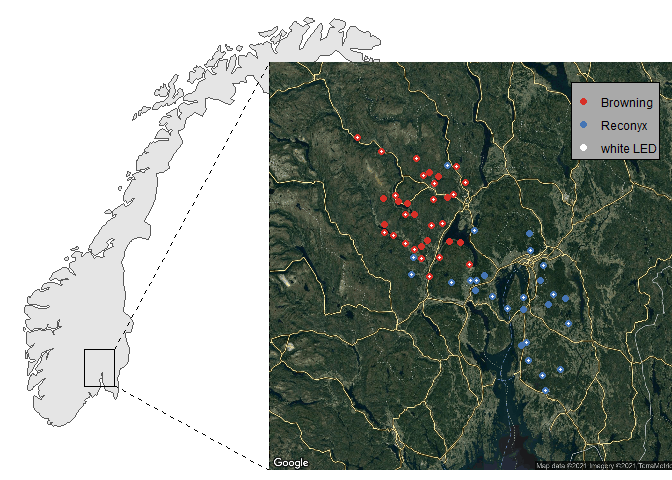 Browning
Reconyx
white LED
Google
Map data ©2021 Imagery ©2021 TerraMetrics